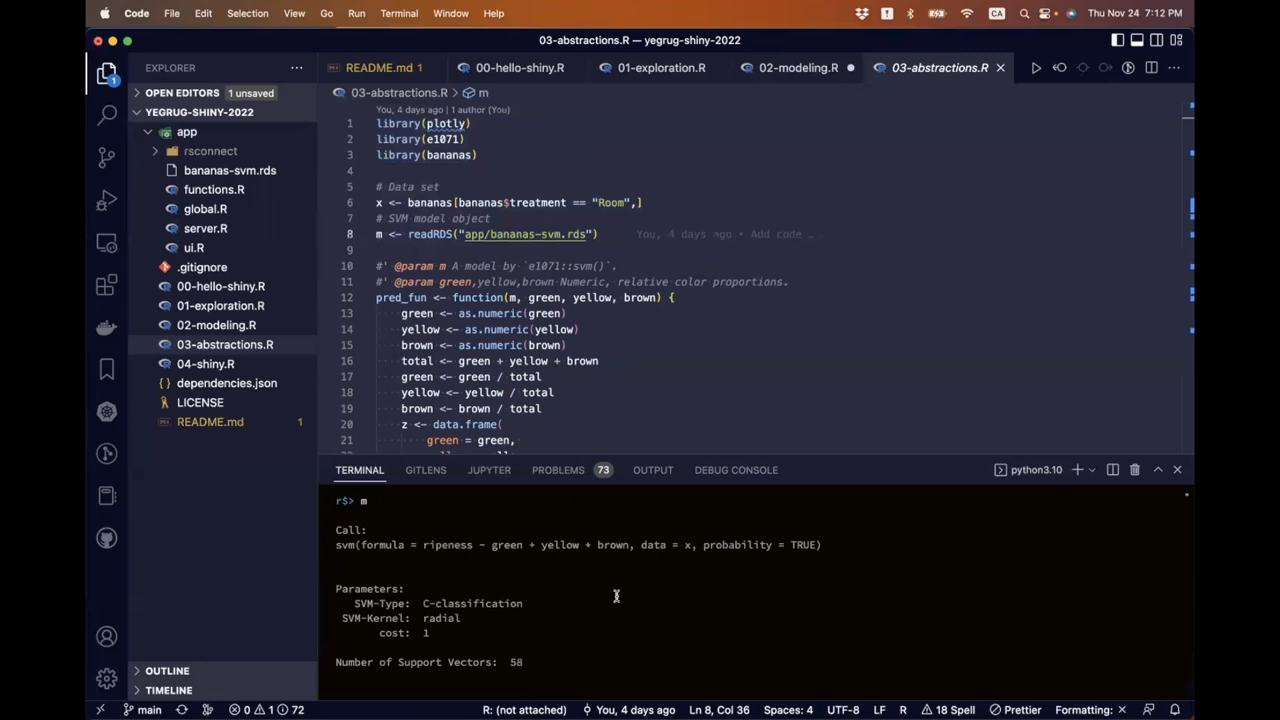 Code File Edit Selection View Go Run Terminal Window Help CA Thu Nov 24 7:12 PM
03-abstractions.R — yegrug-shiny-2022
1
EXPLORER
OPEN EDITORS 1 unsaved
YEGRUG-SHINY-2022
app
rsconnect
bananas-svm.rds
functions.R
global.R
server.R
ui.R
.gitignore
00-hello-shiny.R
01-exploration.R
02-modeling.R
03-abstractions.R
04-shiny.R
dependencies.json
LICENSE
README.md 1
OUTLINE
TIMELINE
README.md 1 00-hello-shiny.R 01-exploration.R 02-modeling.R 03-abstractions.R
03-abstractions.R > m
You, 4 days ago | 1 author (You)
1 library(plotly)
2 library(e1071)
3 library(bananas)
4
5 # Data set
6 x <- bananas[bananas$treatment == "Room",]
7 # SVM model object
8 m <- readRDS("app/bananas-svm.rds") You, 4 days ago • Add code …
9
10 #' @param m A model by `e1071::svm()`.
11 #' @param green,yellow,brown Numeric, relative color proportions.
12 pred_fun <- function(m, green, yellow, brown) {
13 green <- as.numeric(green)
14 yellow <- as.numeric(yellow)
15 brown <- as.numeric(brown)
16 total <- green + yellow + brown
17 green <- green / total
18 yellow <- yellow / total
19 brown <- brown / total
20 z <- data.frame(
21 green = green,
TERMINAL GITLENS JUPYTER PROBLEMS 73 OUTPUT DEBUG CONSOLE python3.10
r$> m
Call:
svm(formula = ripeness ~ green + yellow + brown, data = x, probability = TRUE)
Parameters:
SVM-Type: C-classification
SVM-Kernel: radial
cost: 1
Number of Support Vectors: 58
main 0 1 72 R: (not attached) You, 4 days ago Ln 8, Col 36 Spaces: 4 UTF-8 LF R 18 Spell Prettier Formatting: ×